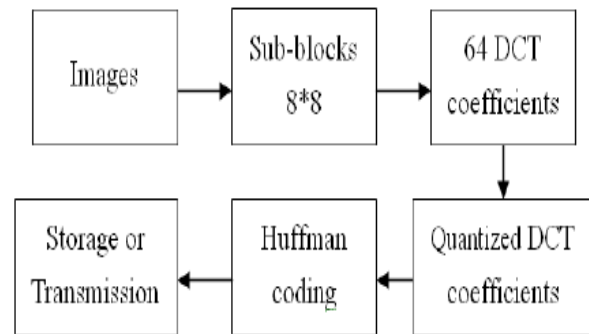 Images
Sub-blocks
8*8
64 DCT
coefficients
Quantized DCT
coefficients
Huffman
coding
Storage or
Transmission